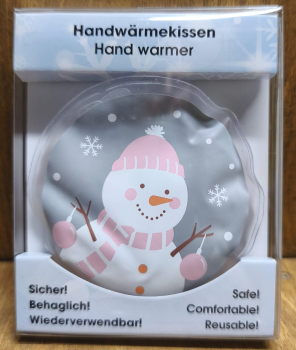 Handwärmekissen
Hand warmer
Sicher!
Behaglich!
Wiederverwendbar!
Safe!
Comfortable!
Reusable!